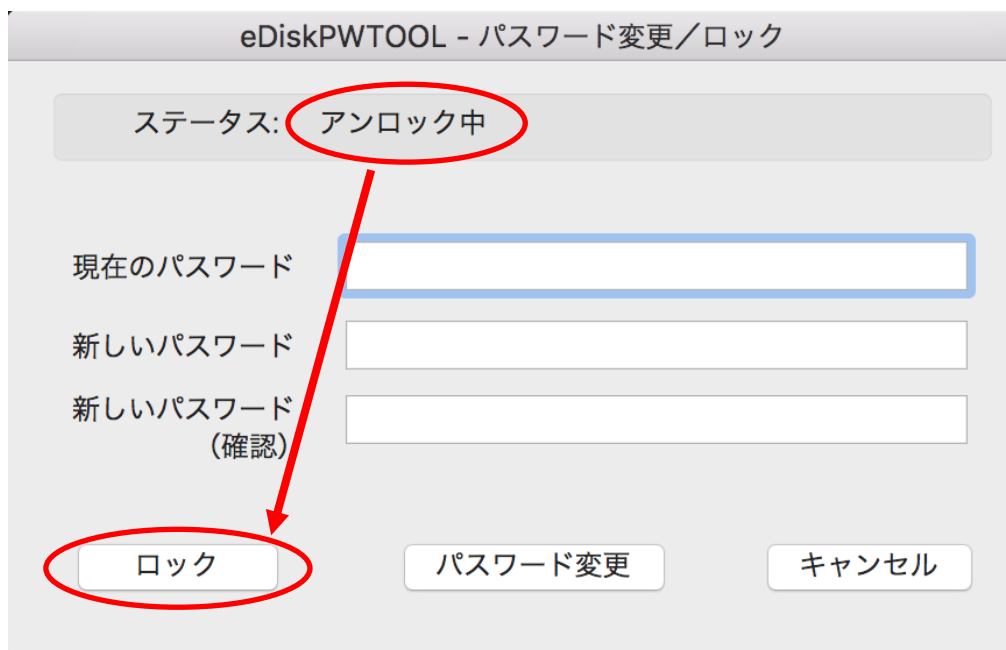 eDiskPWTOOL – パスワード変更／ロック
ステータス: アンロック中
現在のパスワード
新しいパスワード
新しいパスワード
（確認）
ロック パスワード変更 キャンセル